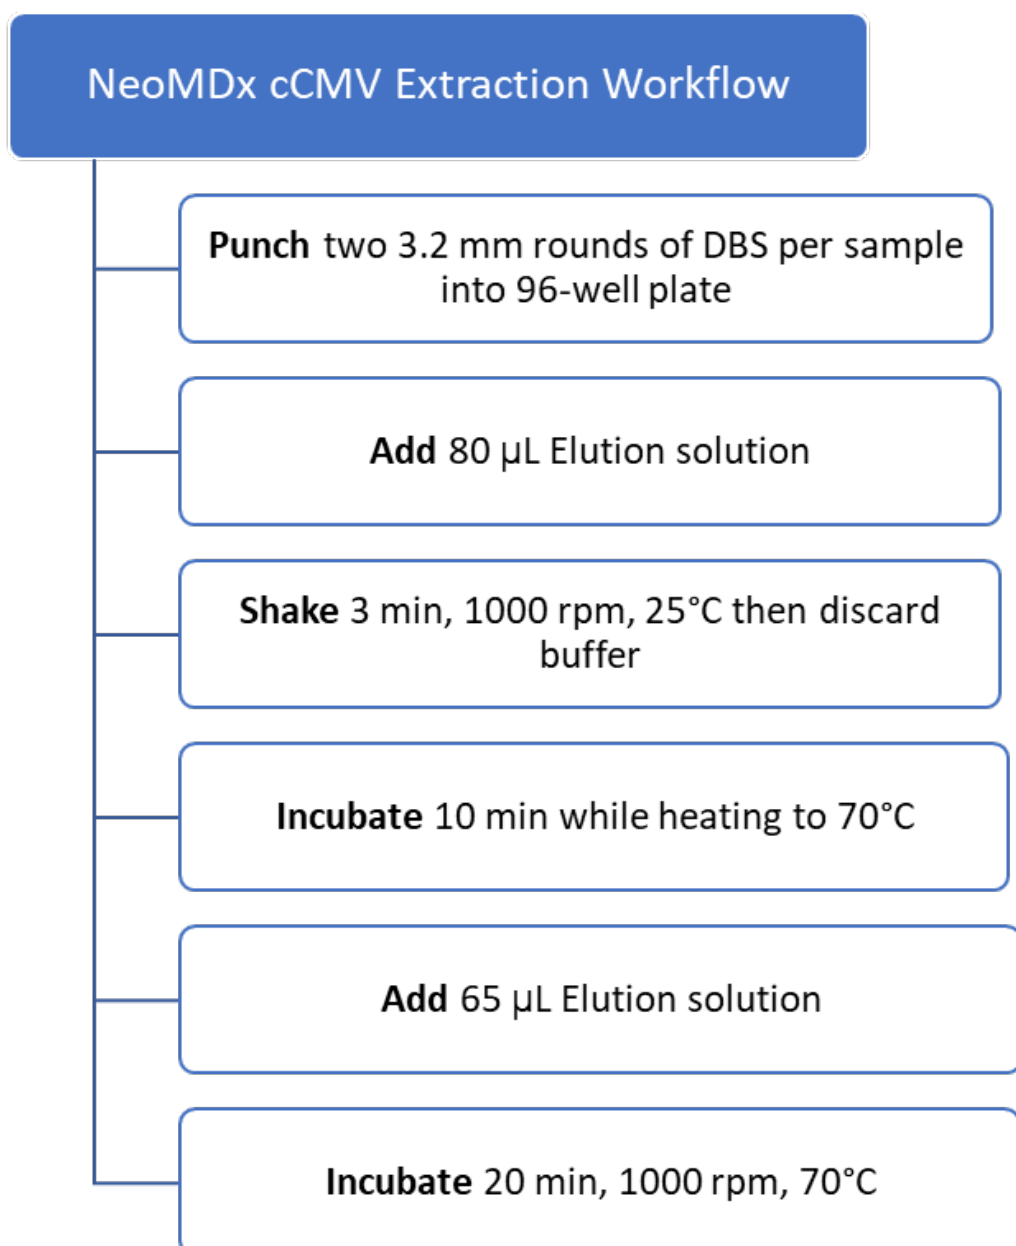 NeoMDx cCMV Extraction Workflow
Punch two 3.2 mm rounds of DBS per sample
into 96-well plate
Add 80 µL Elution solution
Shake 3 min, 1000 rpm, 25°C then discard
buffer
Incubate 10 min while heating to 70°C
Add 65 µL Elution solution
Incubate 20 min, 1000 rpm, 70°C